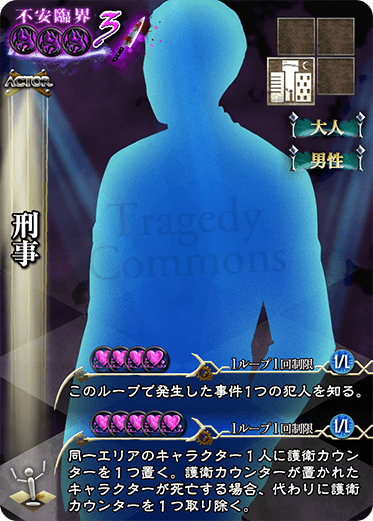 不安臨界
3
ACTOR
大人
男性
刑事
Tragedy
Commons
1ループ1回制限 1/L
このループで発生した事件1つの犯人を知る。
1ループ1回制限 1/L
同一エリアのキャラクター1人に護衛カウン
ターを1つ置く。護衛カウンターが置かれた
キャラクターが死亡する場合、代わりに護衛
カウンターを1つ取り除く。